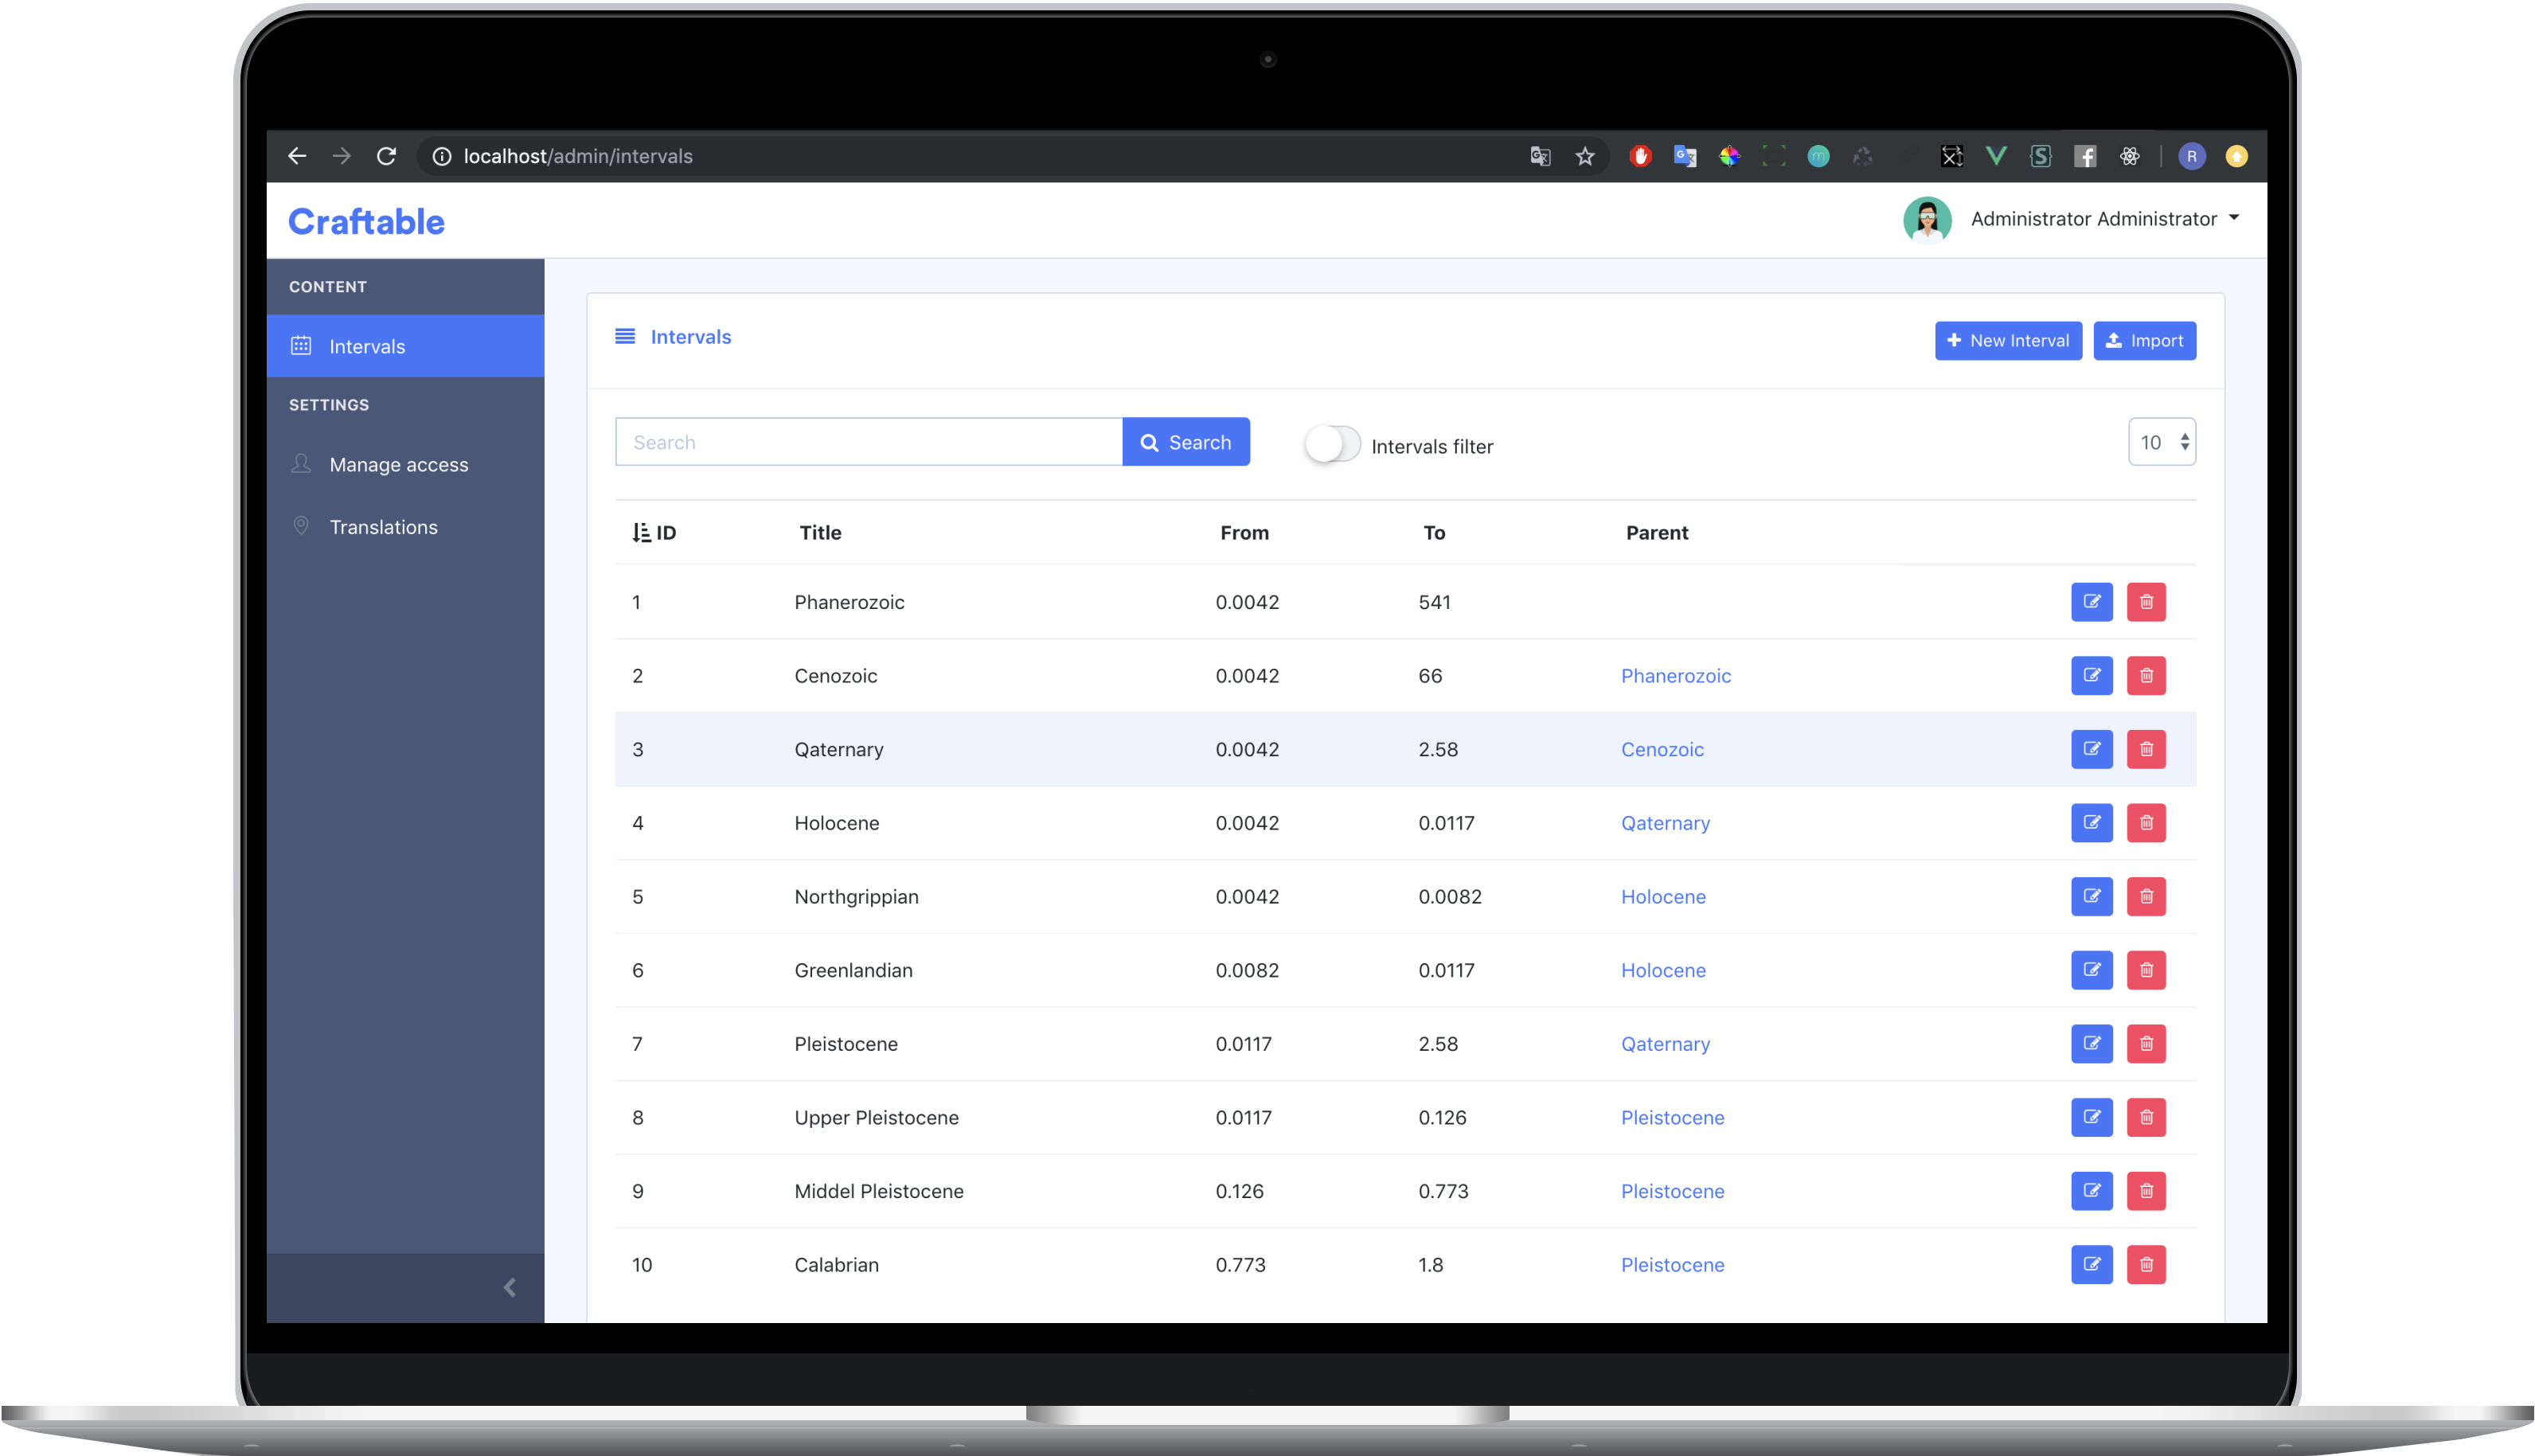 localhost/admin/intervals
R
Craftable
Administrator Administrator
CONTENT
Intervals
SETTINGS
Manage access
Translations
Intervals
New Interval
Import
Search
Search
Intervals filter
10
ID Title From To Parent
1 Phanerozoic 0.0042 541
2 Cenozoic 0.0042 66 Phanerozoic
3 Qaternary 0.0042 2.58 Cenozoic
4 Holocene 0.0042 0.0117 Qaternary
5 Northgrippian 0.0042 0.0082 Holocene
6 Greenlandian 0.0082 0.0117 Holocene
7 Pleistocene 0.0117 2.58 Qaternary
8 Upper Pleistocene 0.0117 0.126 Pleistocene
9 Middel Pleistocene 0.126 0.773 Pleistocene
10 Calabrian 0.773 1.8 Pleistocene